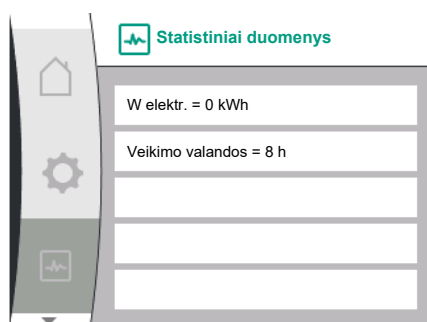 Statistiniai duomenys
W elektr. = 0 kWh
Veikimo valandos = 8 h